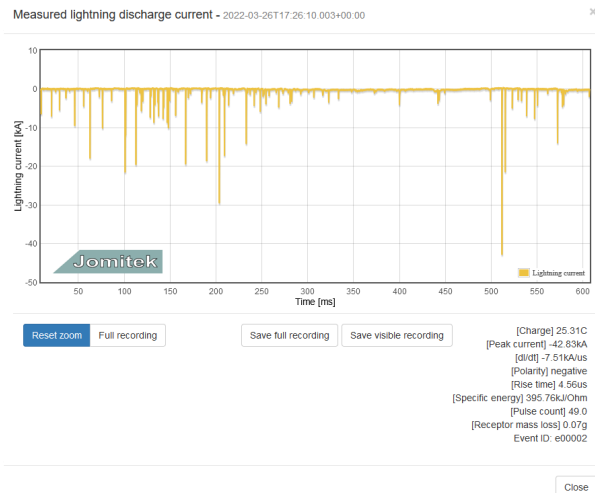 Measured lightning discharge current - 2022-03-26T17:26:10.003+00:00
×
10
0
-10
-20
-30
-40
-50
Lightning current [kA]
Jomitek
Lightning current
50 100 150 200 250 300 350 400 450 500 550 600
Time [ms]
Reset zoom Full recording Save full recording Save visible recording
[Charge] 25.31C
[Peak current] -42.83kA
[dI/dt] -7.51kA/us
[Polarity] negative
[Rise time] 4.56us
[Specific energy] 395.76kJ/Ohm
[Pulse count] 49.0
[Receptor mass loss] 0.07g
Event ID: e00002
Close